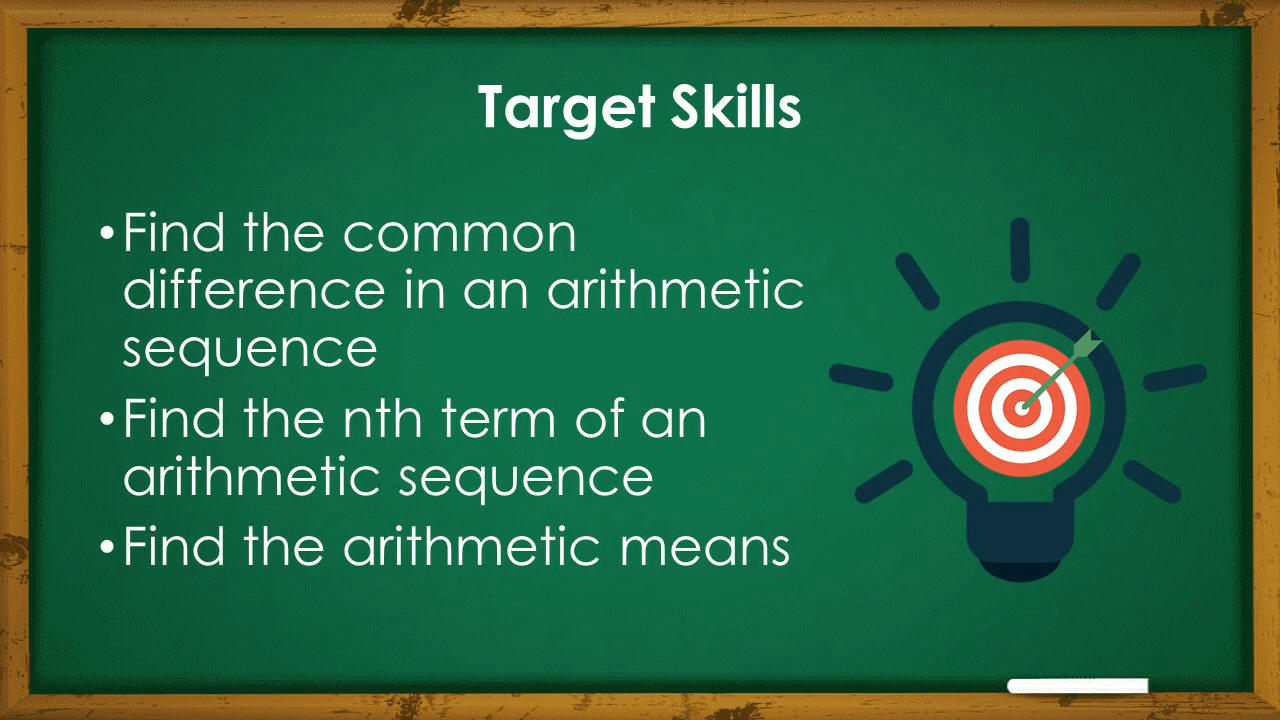 Target Skills
•Find the common
difference in an arithmetic
sequence
•Find the nth term of an
arithmetic sequence
•Find the arithmetic means